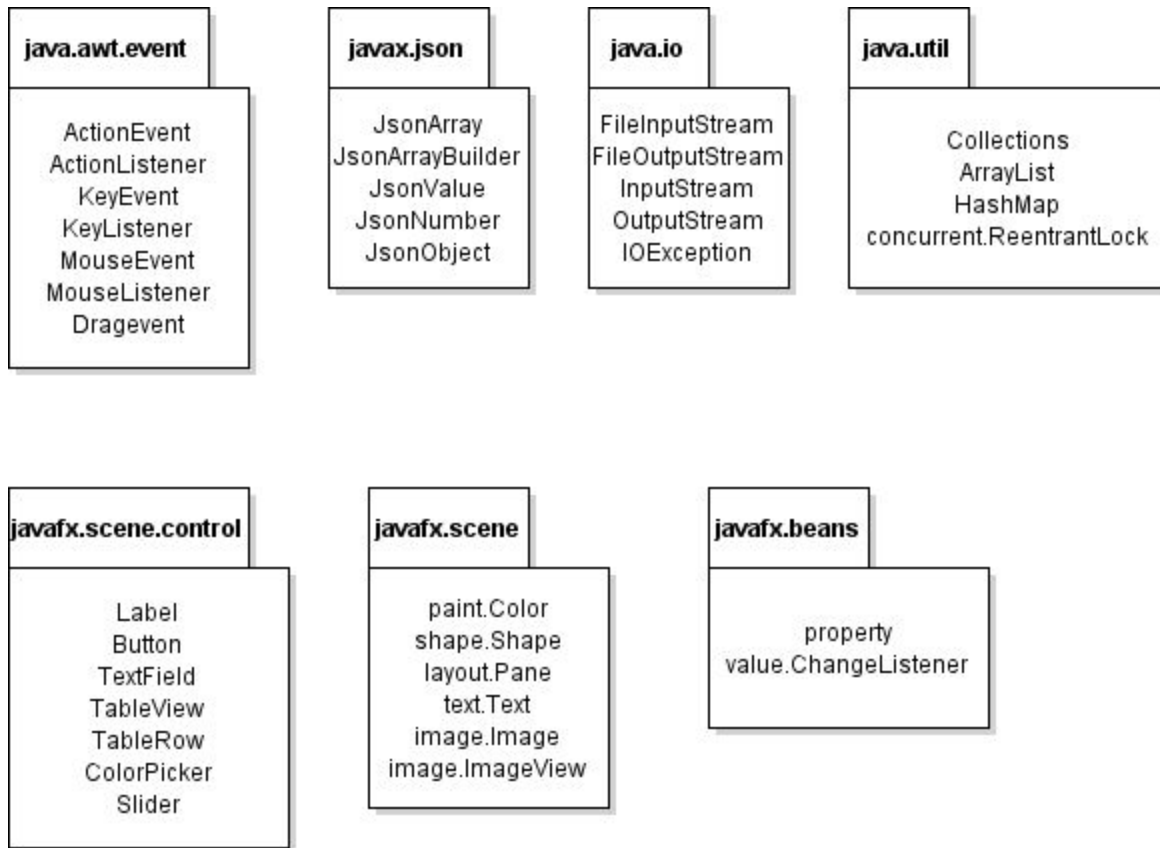 java.awt.event
ActionEvent
ActionListener
KeyEvent
KeyListener
MouseEvent
MouseListener
Dragevent
javax.json
JsonArray
JsonArrayBuilder
JsonValue
JsonNumber
JsonObject
java.io
FileInputStream
FileOutputStream
InputStream
OutputStream
IOException
java.util
Collections
ArrayList
HashMap
concurrent.ReentrantLock
javafx.scene.control
Label
Button
TextField
TableView
TableRow
ColorPicker
Slider
javafx.scene
paint.Color
shape.Shape
layout.Pane
text.Text
image.Image
image.ImageView
javafx.beans
property
value.ChangeListener